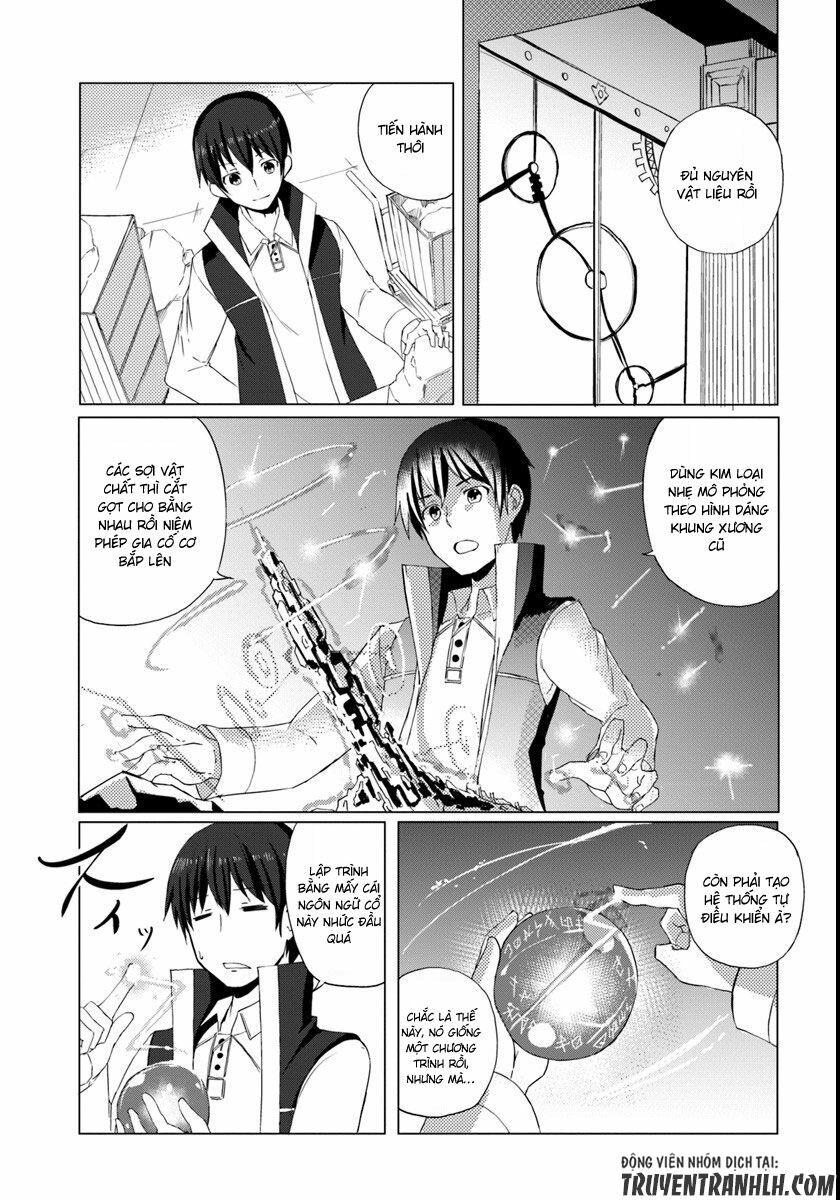 ĐỦ NGUYÊN
VẬT LIỆU RỒI
TIẾN HÀNH
THÔI
DÙNG KIM LOẠI
NHẸ MÔ PHỎNG
THEO HÌNH DÁNG
KHUNG XƯƠNG
CŨ
CÁC SỢI VẬT
CHẤT THÌ CẮT
GỌT CHO BẰNG
NHAU RỒI NIỆM
PHÉP GIA CỐ CƠ
BẮP LÊN
CÒN PHẢI TẠO
HỆ THỐNG TỰ
ĐIỀU KHIỂN À?
CHẮC LÀ THẾ
NÀY, NÓ GIỐNG
MỘT CHƯƠNG
TRÌNH RỒI,
NHƯNG MÀ...
LẬP TRÌNH
BẰNG MẤY CÁI
NGÔN NGỮ CỔ
NÀY NHỨC ĐẦU
QUÁ
スイッ
ĐỘNG VIÊN NHÓM DỊCH TẠI:
TRUYENTRANHLH.COM